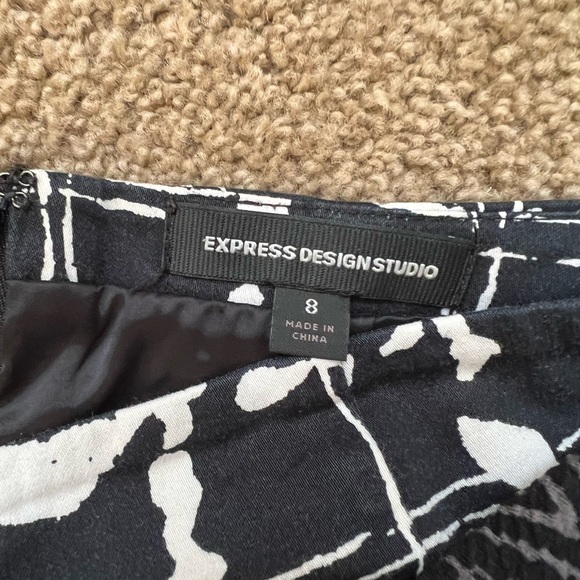 EXPRESS DESIGN STUDIO
8
MADE IN
CHINA